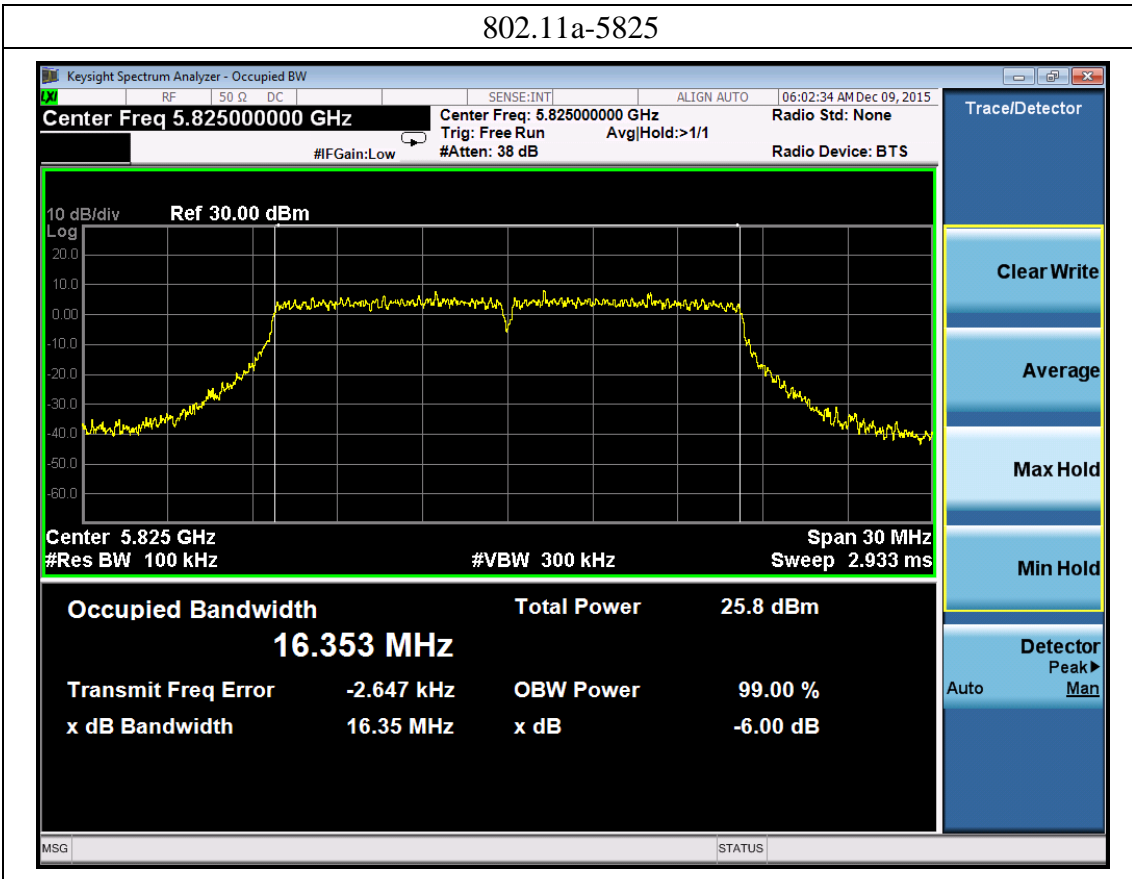 802.11a-5825
Keysight Spectrum Analyzer - Occupied BW
LXI RF 50 Ω DC SENSE:INT ALIGN AUTO 06:02:34 AM Dec 09, 2015
Center Freq 5.825000000 GHz
Center Freq: 5.825000000 GHz
Radio Std: None
Trig: Free Run Avg|Hold:>1/1
#IFGain:Low
#Atten: 38 dB
Radio Device: BTS
10 dB/div Ref 30.00 dBm
Log
20.0
10.0
0.00
-10.0
-20.0
-30.0
-40.0
-50.0
-60.0
Center 5.825 GHz Span 30 MHz
#Res BW 100 kHz #VBW 300 kHz Sweep 2.933 ms
Occupied Bandwidth Total Power 25.8 dBm
16.353 MHz
Transmit Freq Error -2.647 kHz OBW Power 99.00 %
x dB Bandwidth 16.35 MHz x dB -6.00 dB
MSG STATUS
Trace/Detector
Clear Write
Average
Max Hold
Min Hold
Detector
Peak▶
Auto Man